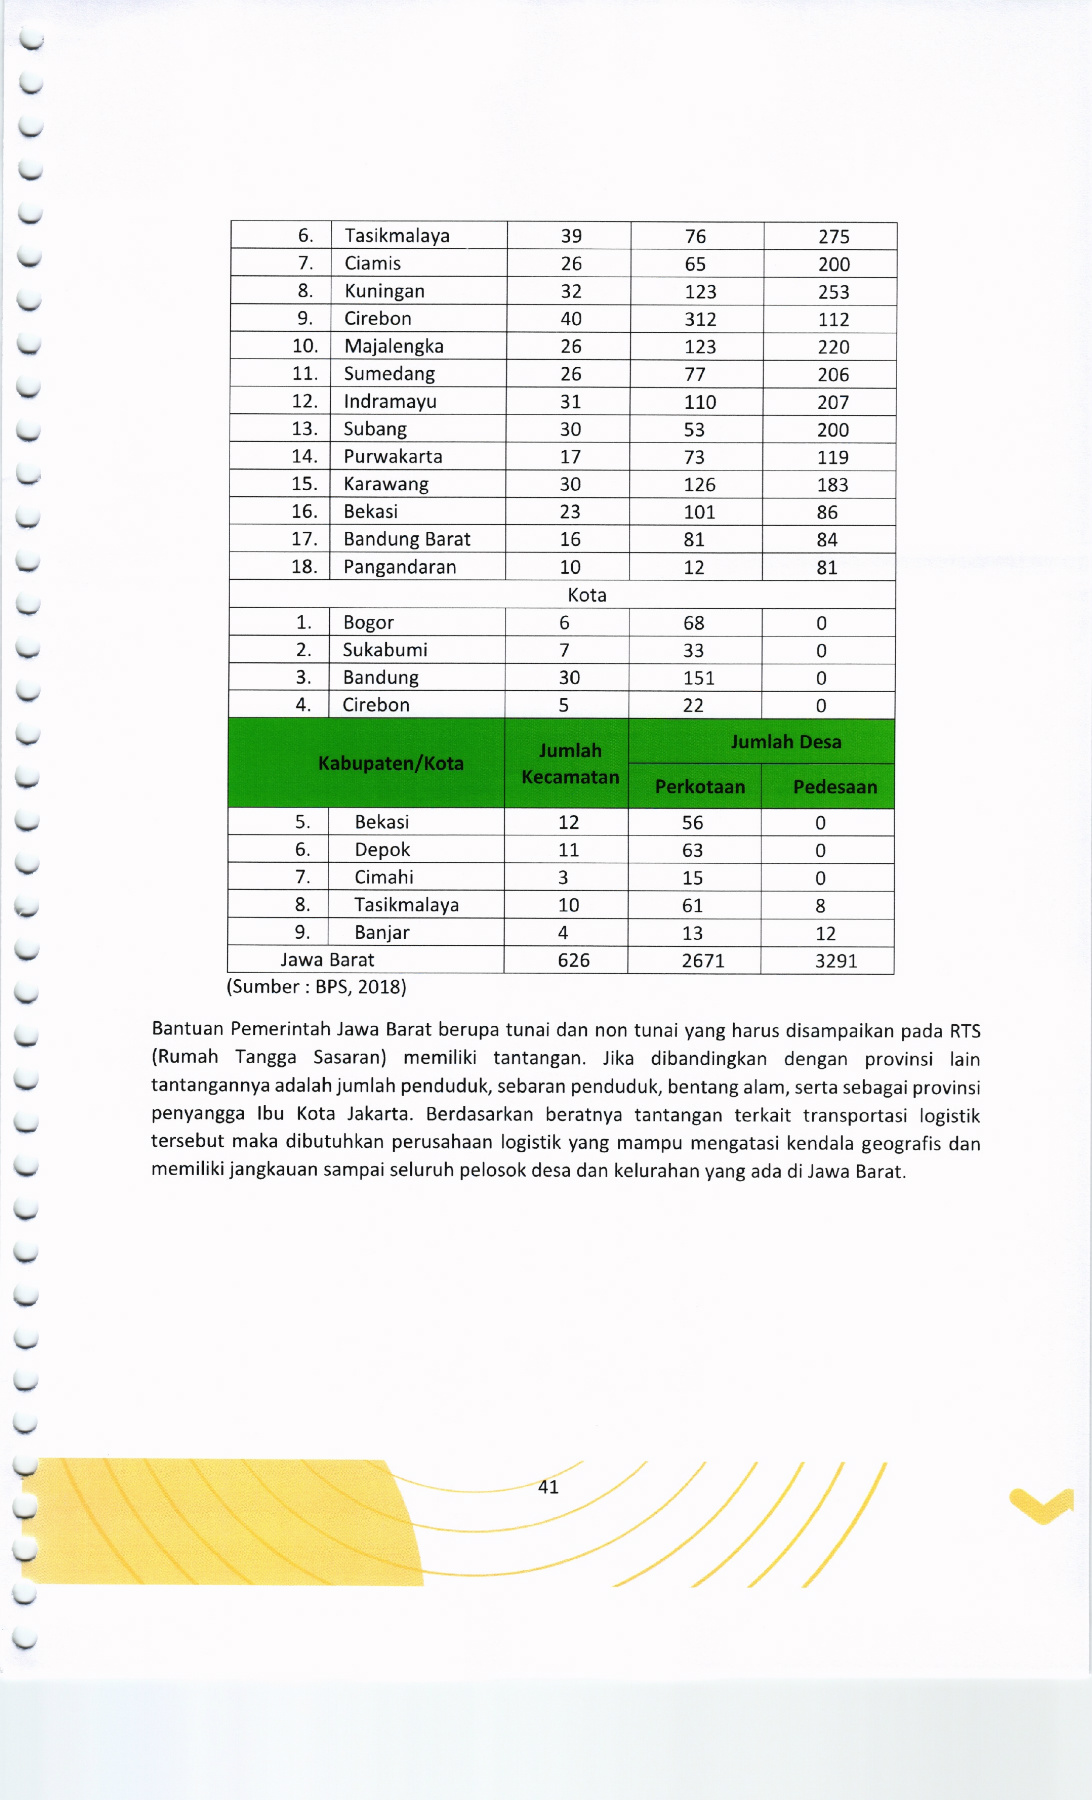 6. Tasikmalaya 39 76 275
7. Ciamis 26 65 200
8. Kuningan 32 123 253
9. Cirebon 40 312 112
10. Majalengka 26 123 220
11. Sumedang 26 77 206
12. Indramayu 31 110 207
13. Subang 30 53 200
14. Purwakarta 17 73 119
15. Karawang 30 126 183
16. Bekasi 23 101 86
17. Bandung Barat 16 81 84
18. Pangandaran 10 12 81
Kota
1. Bogor 6 68 0
2. Sukabumi 7 33 0
3. Bandung 30 151 0
4. Cirebon 5 22 0
Kabupaten/Kota Jumlah Kecamatan Jumlah Desa
Perkotaan Pedesaan
5. Bekasi 12 56 0
6. Depok 11 63 0
7. Cimahi 3 15 0
8. Tasikmalaya 10 61 8
9. Banjar 4 13 12
Jawa Barat 626 2671 3291
(Sumber : BPS, 2018)
Bantuan Pemerintah Jawa Barat berupa tunai dan non tunai yang harus disampaikan pada RTS
(Rumah Tangga Sasaran) memiliki tantangan. Jika dibandingkan dengan provinsi lain
tantangannya adalah jumlah penduduk, sebaran penduduk, bentang alam, serta sebagai provinsi
penyangga Ibu Kota Jakarta. Berdasarkan beratnya tantangan terkait transportasi logistik
tersebut maka dibutuhkan perusahaan logistik yang mampu mengatasi kendala geografis dan
memiliki jangkauan sampai seluruh pelosok desa dan kelurahan yang ada di Jawa Barat.
41